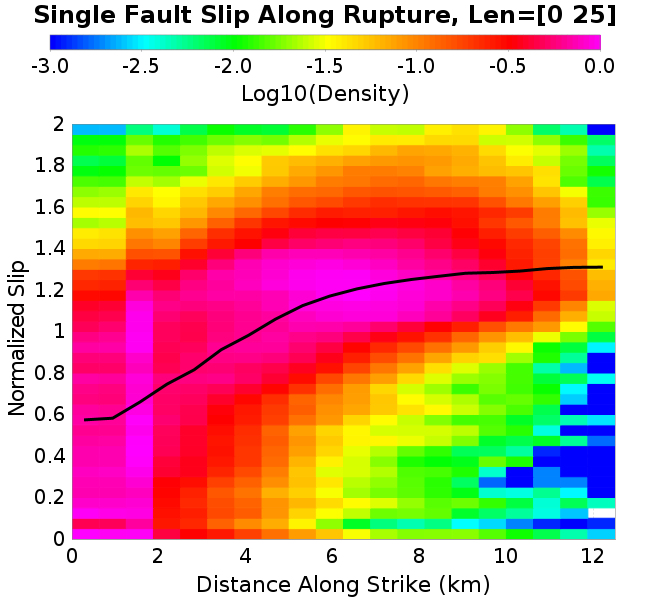 Single Fault Slip Along Rupture, Len=[0 25]
-3.0 -2.5 -2.0 -1.5 -1.0 -0.5 0.0
Log10(Density)
2
1.8
1.6
1.4
1.2
1
0.8
0.6
0.4
0.2
0
Normalized Slip
0 2 4 6 8 10 12
Distance Along Strike (km)